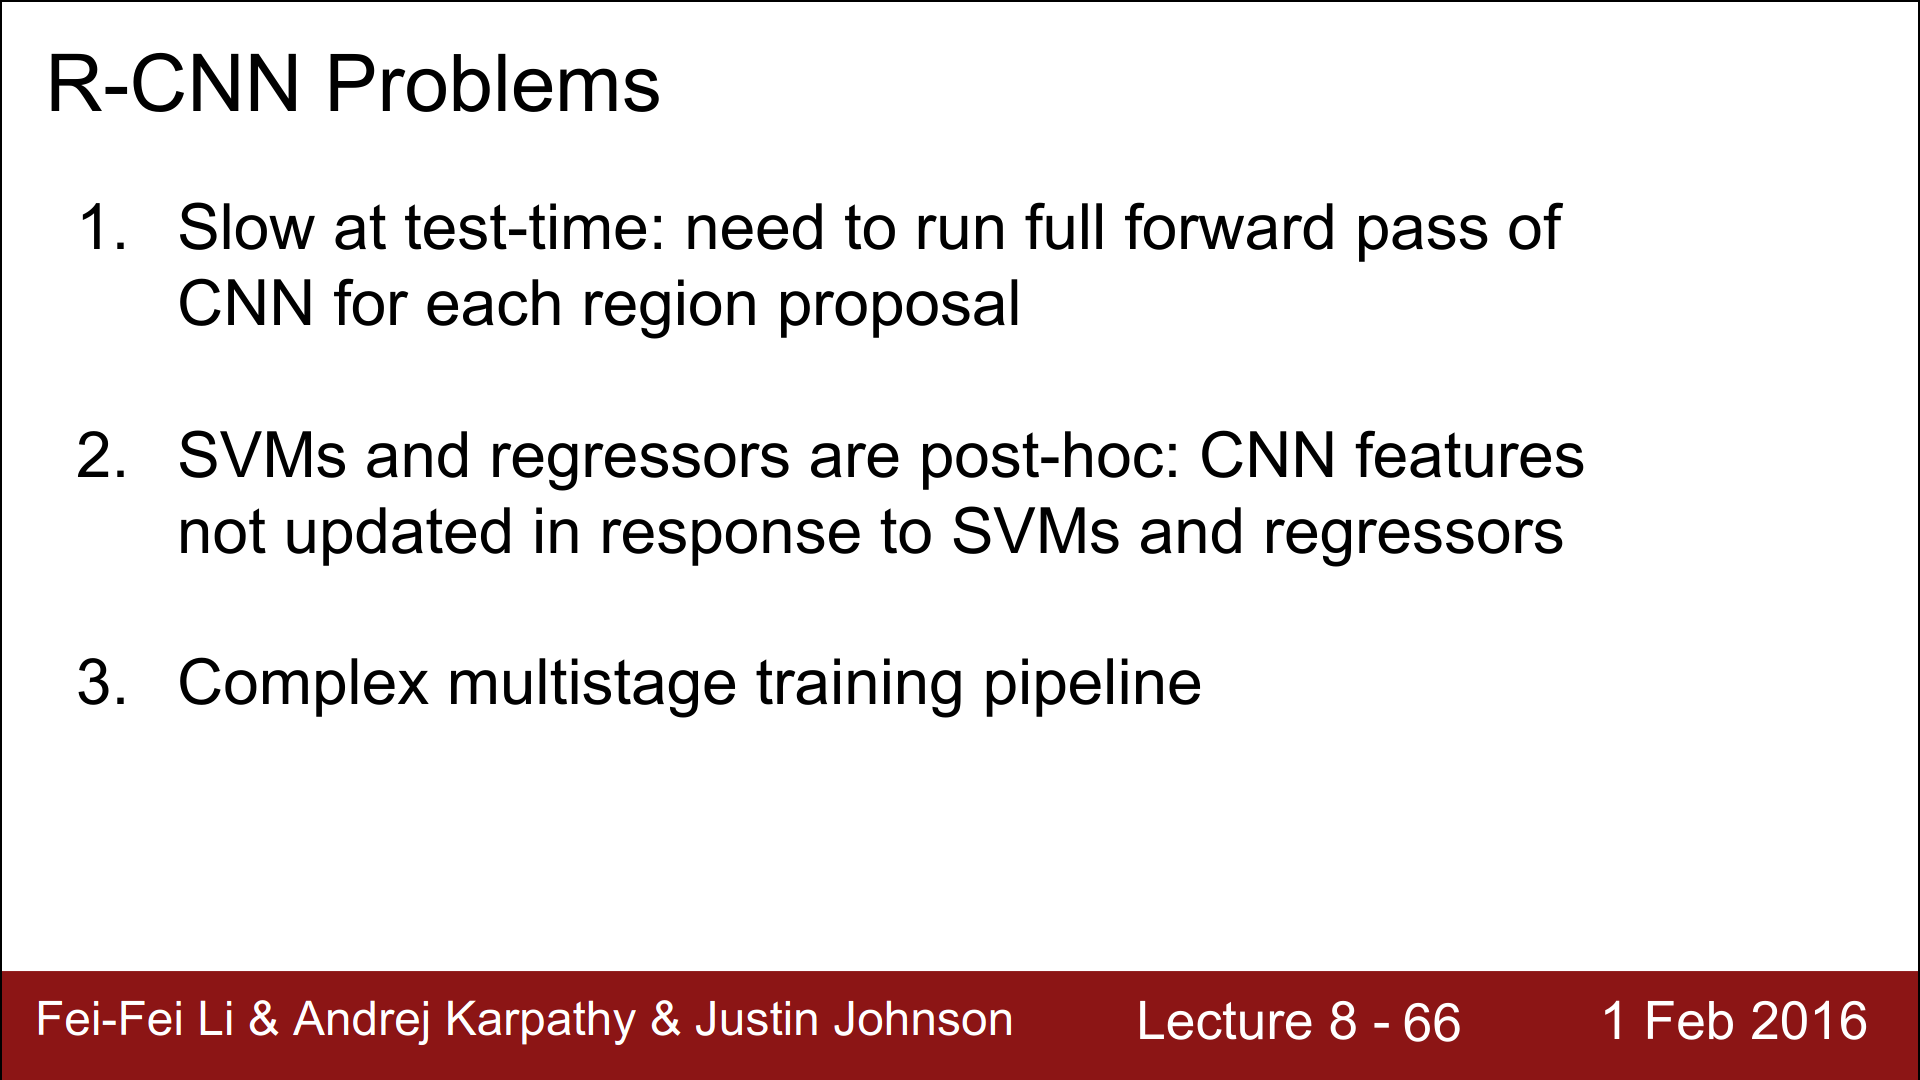 R-CNN Problems
1. Slow at test-time: need to run full forward pass of
CNN for each region proposal
2. SVMs and regressors are post-hoc: CNN features
not updated in response to SVMs and regressors
3. Complex multistage training pipeline
Fei-Fei Li & Andrej Karpathy & Justin Johnson Lecture 8 - 66 1 Feb 2016